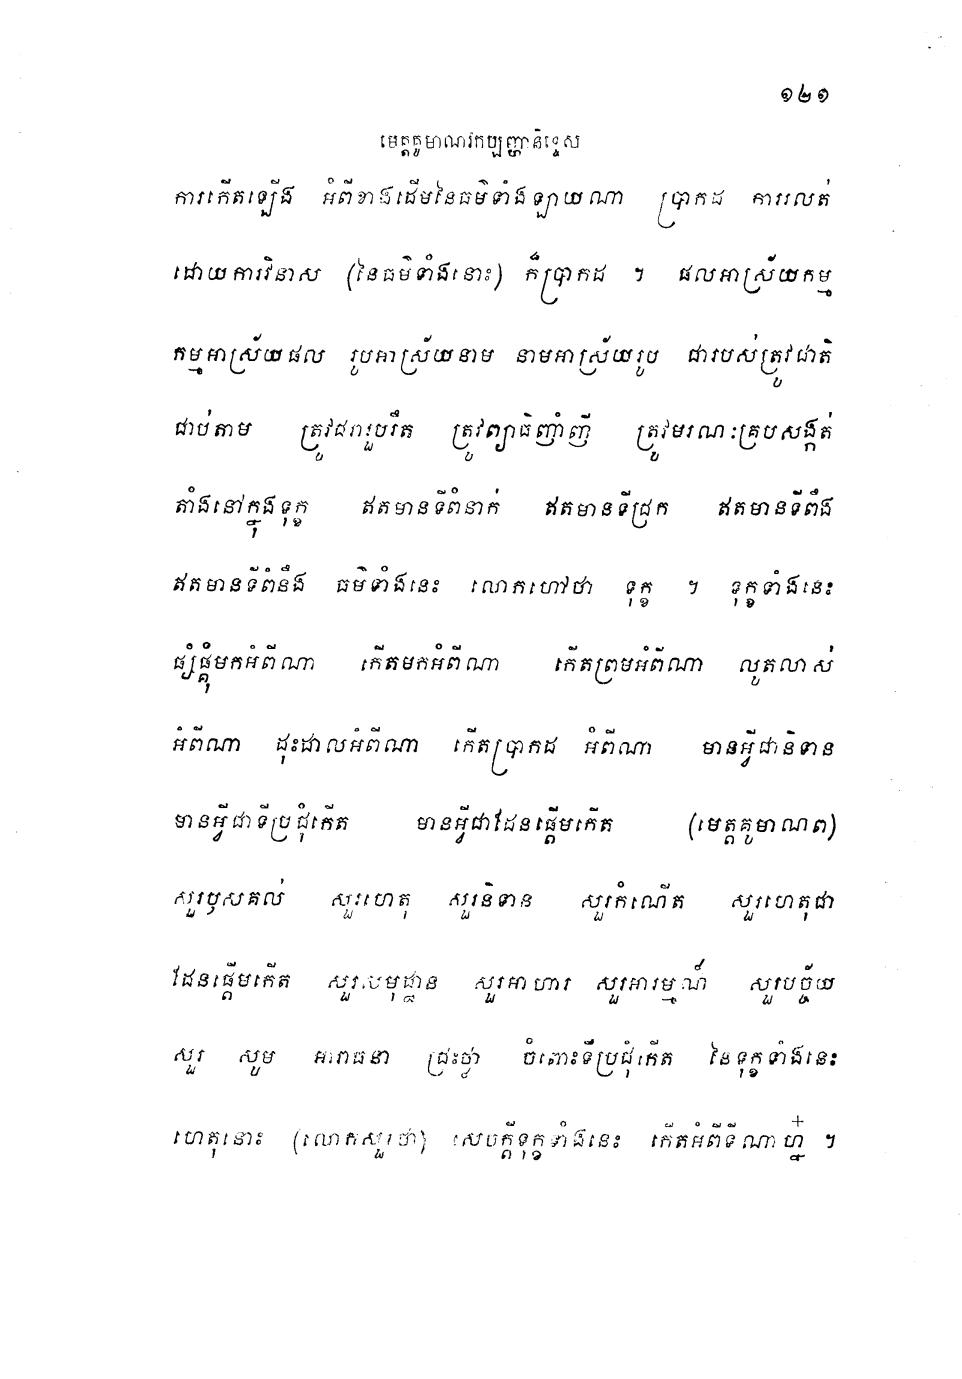 ១២១
មេត្តគូមាណវកប្បញ្ហានិទ្ទេស
ការកើតឡើង អំពីខាងដើមនៃធម៌ទាំងឡាយណា ប្រាកដ ការរលត់
ដោយការវិនាស (នៃធម៌ទាំងនោះ) ក៏ប្រាកដ ។ ផលអាស្រ័យកម្ម
កម្មអាស្រ័យផល រូបអាស្រ័យនាម នាមអាស្រ័យរូប ជារបស់ត្រូវជាតិ
ជាប់តាម ត្រូវជរារួបរឹត ត្រូវព្យាធិញាំញី ត្រូវមរណៈគ្របសង្កត់
តាំងនៅក្នុងទុក្ខ ឥតមានទីពំនាក់ ឥតមានទីជ្រក ឥតមានទីពឹង
ឥតមានទីពំនឹង ធម៌ទាំងនេះ លោកហៅថា ទុក្ខ ។ ទុក្ខទាំងនេះ
ផ្សំផ្គុំមកអំពីណា កើតមកអំពីណា កើតព្រមអំពីណា លូតលាស់
អំពីណា ដុះដាលអំពីណា កើតប្រាកដ អំពីណា មានអ្វីជានិទាន
មានអ្វីជាទីប្រជុំកើត មានអ្វីជាដែនផ្តើមកើត (មេត្តគូមាណព)
សួរឫសគល់ សួរហេតុ សួរនិទាន សួរកំណើត សួរហេតុជា
ដែនផ្តើមកើត សួរសមុដ្ឋាន សួរអាហារ សួរអារម្មណ៍ សួរបច្ច័យ
សួរ សូម អារាធនា ជ្រះថ្លា ចំពោះទីប្រជុំកើត នៃទុក្ខទាំងនេះ
ហេតុនោះ (លោកសួរថា) សេចក្តីទុក្ខទាំងនេះ កើតអំពីទីណាហ្ន៎ ។